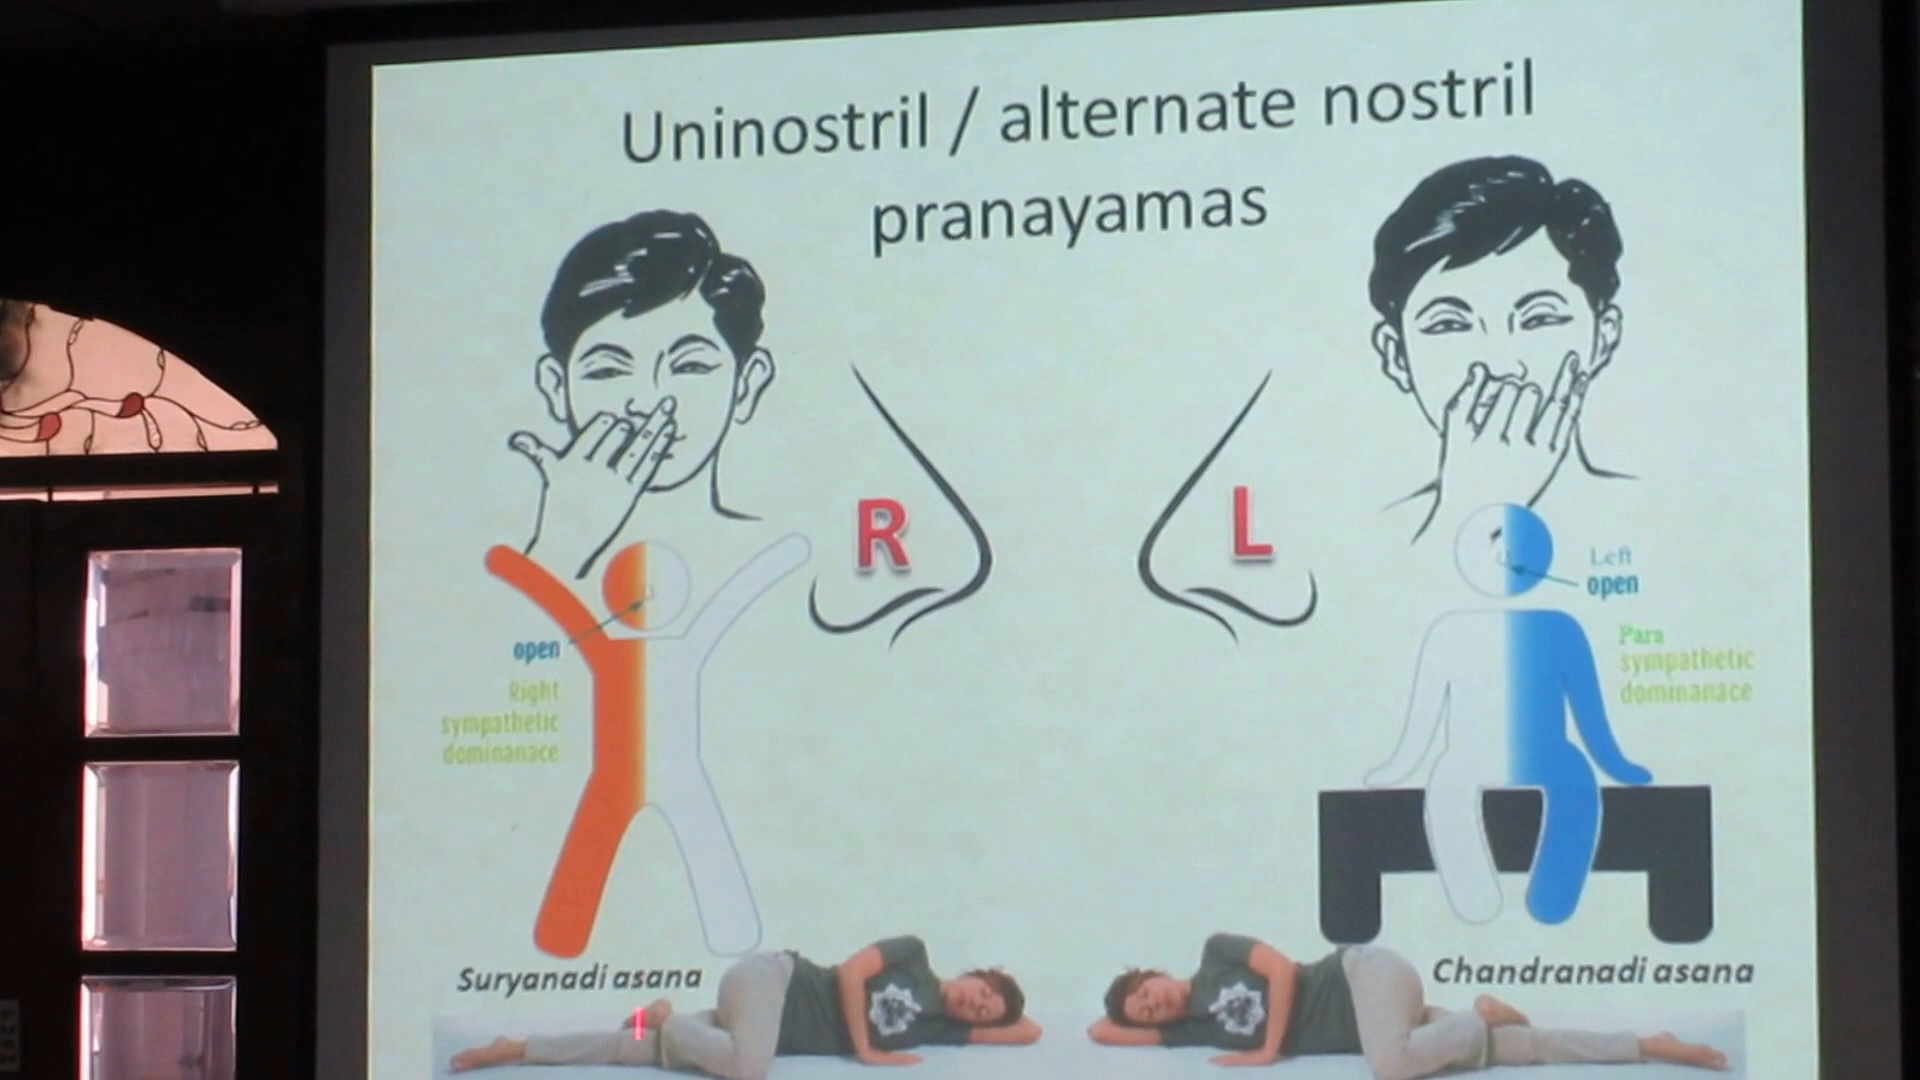 Uninostril / alternate nostril
pranayamas
R
L
open
Right
sympathetic
dominanace
Left
open
Para
sympathetic
dominanace
Suryanadi asana
Chandranadi asana